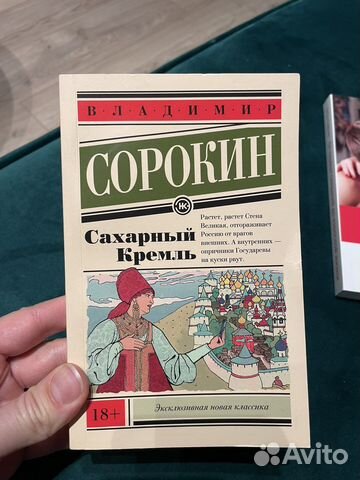 В·Л·А·Д·И·М·И·Р
СОРОКИН
НК
Сахарный
Кремль
Растет, растет Стена
Великая, отгораживает
Россию от врагов
внешних. А внутренних —
опричники Государевы
на куски рвут.
18+
Эксклюзивная новая классика
Avito